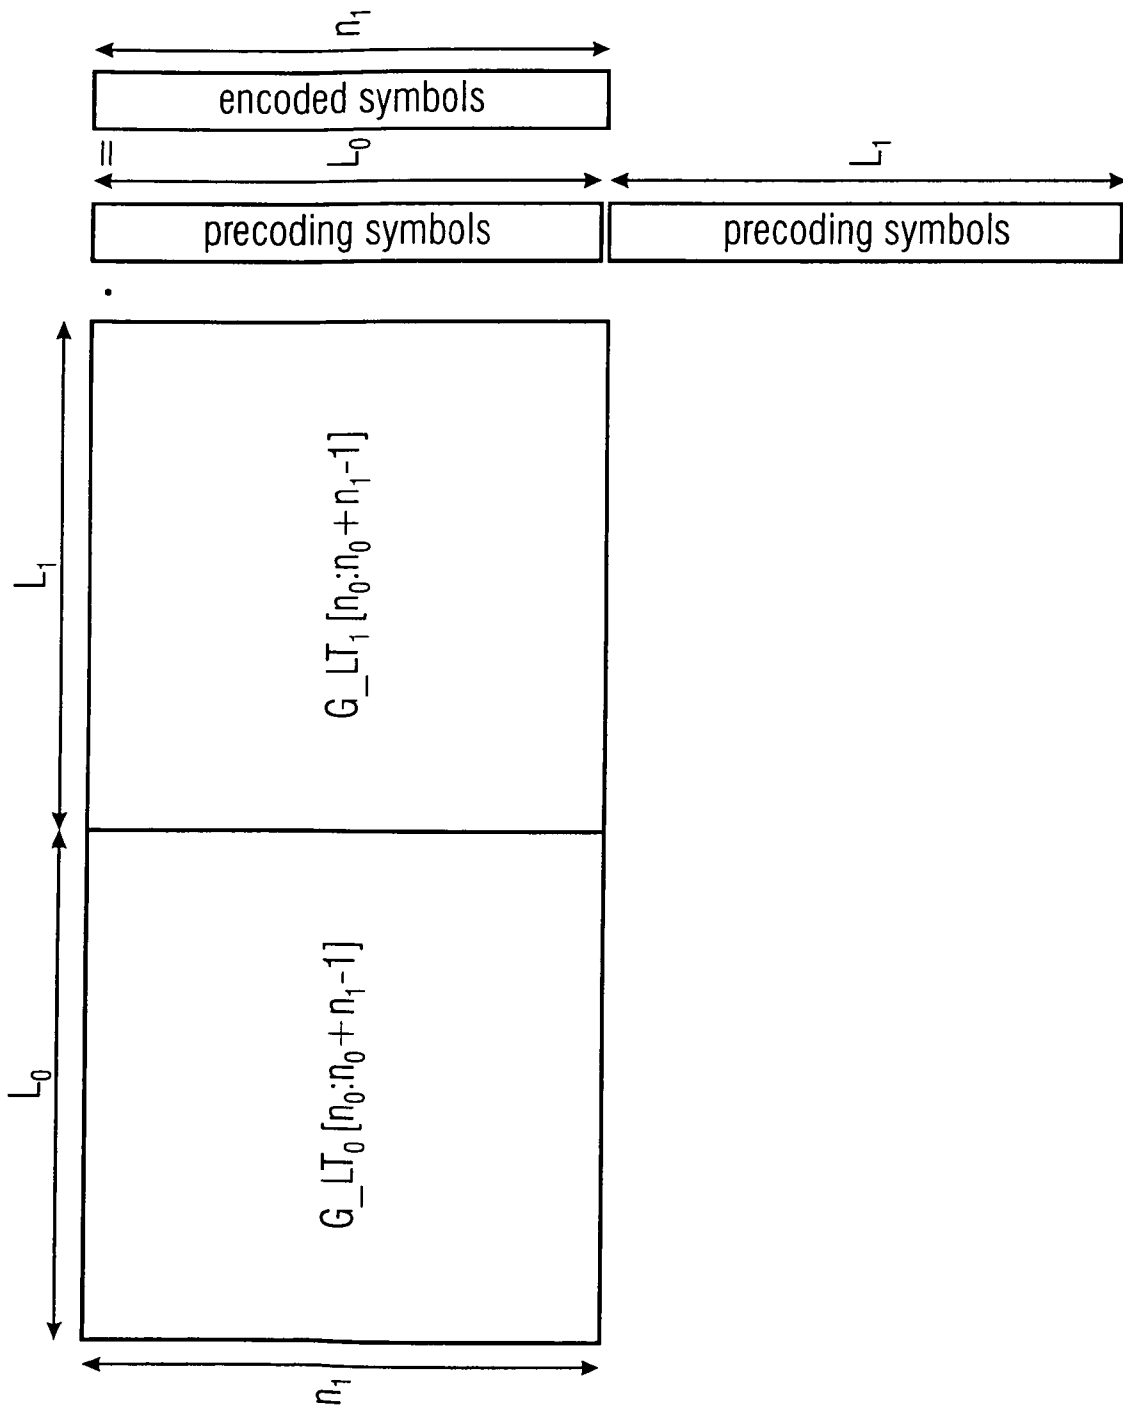 n₁
encoded symbols
=
L₀
L₁
precoding symbols
precoding symbols
.
L₁
G_LT₁ [n₀:n₀+n₁-1]
L₀
G_LT₀ [n₀:n₀+n₁-1]
n₁